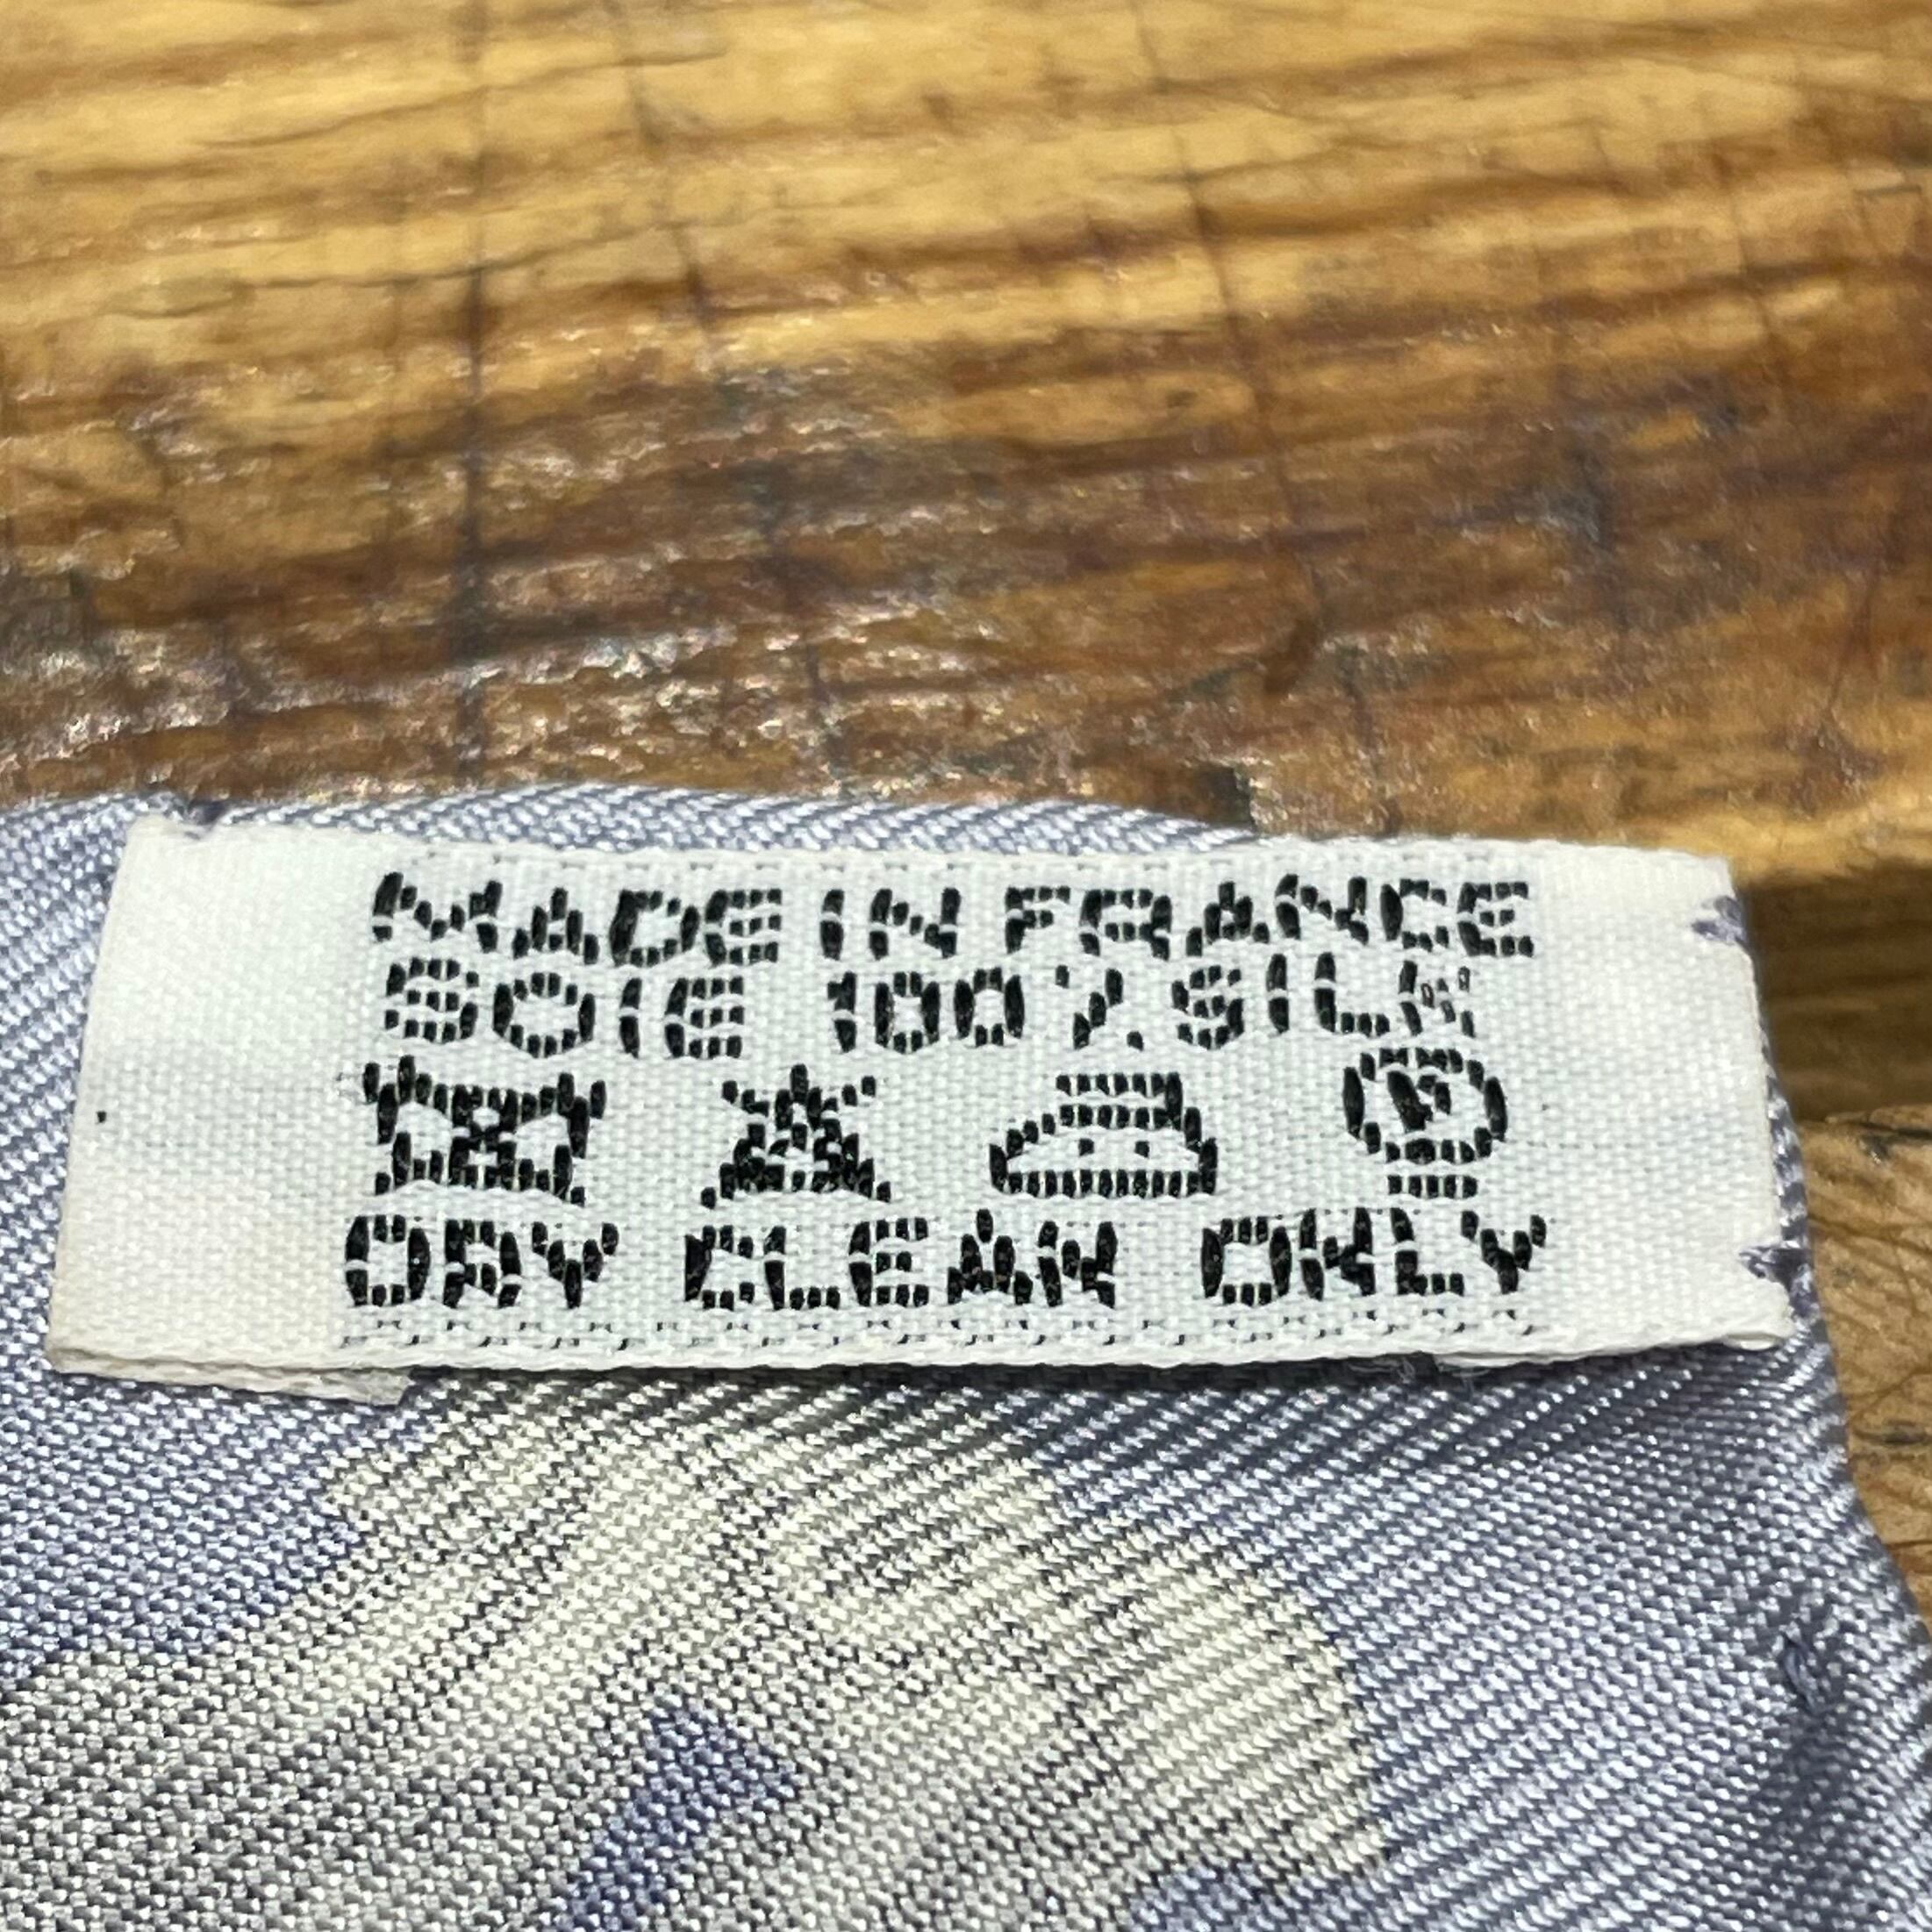 MADE IN FRANCE
SOIE 100% SILK
P
DRY CLEAN ONLY